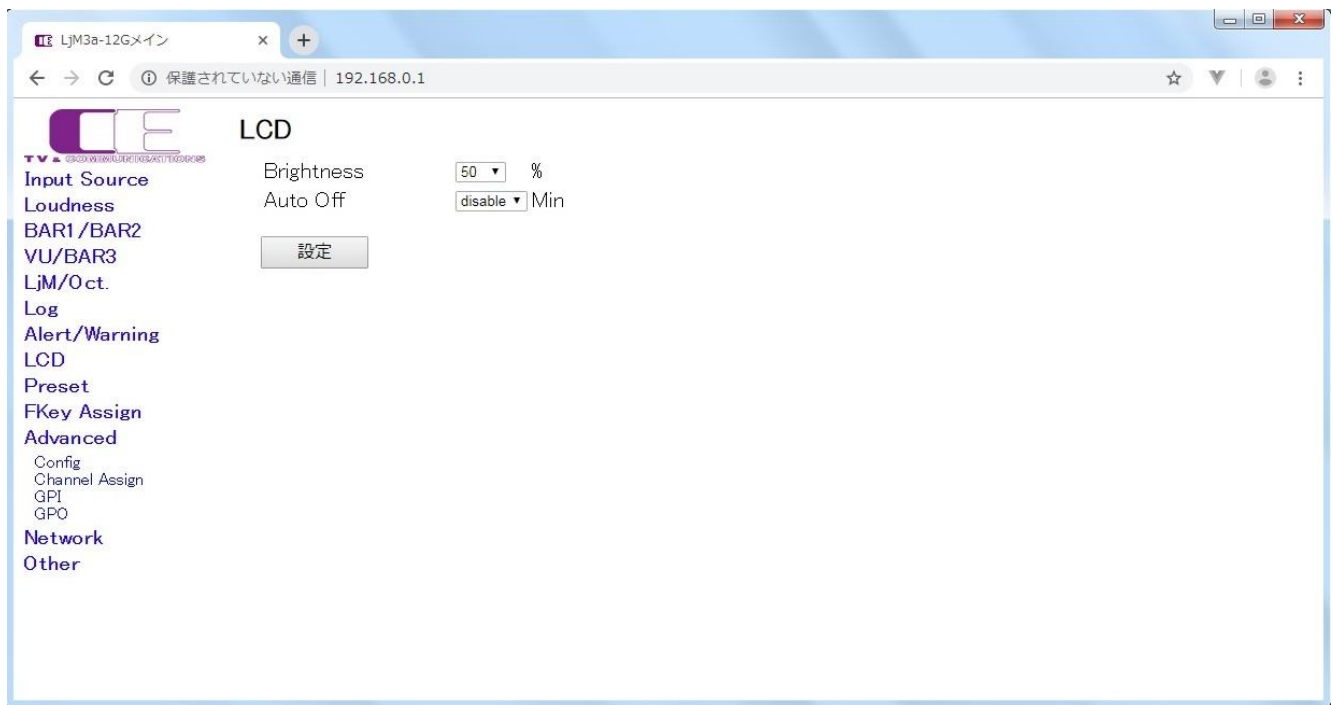 LjM3a-12Gメイン
保護されていない通信 | 192.168.0.1
TV & COMMUNICATIONS
LCD
Brightness 50 %
Auto Off disable Min
設定
Input Source
Loudness
BAR1/BAR2
VU/BAR3
LjM/Oct.
Log
Alert/Warning
LCD
Preset
FKey Assign
Advanced
Config
Channel Assign
GPI
GPO
Network
Other